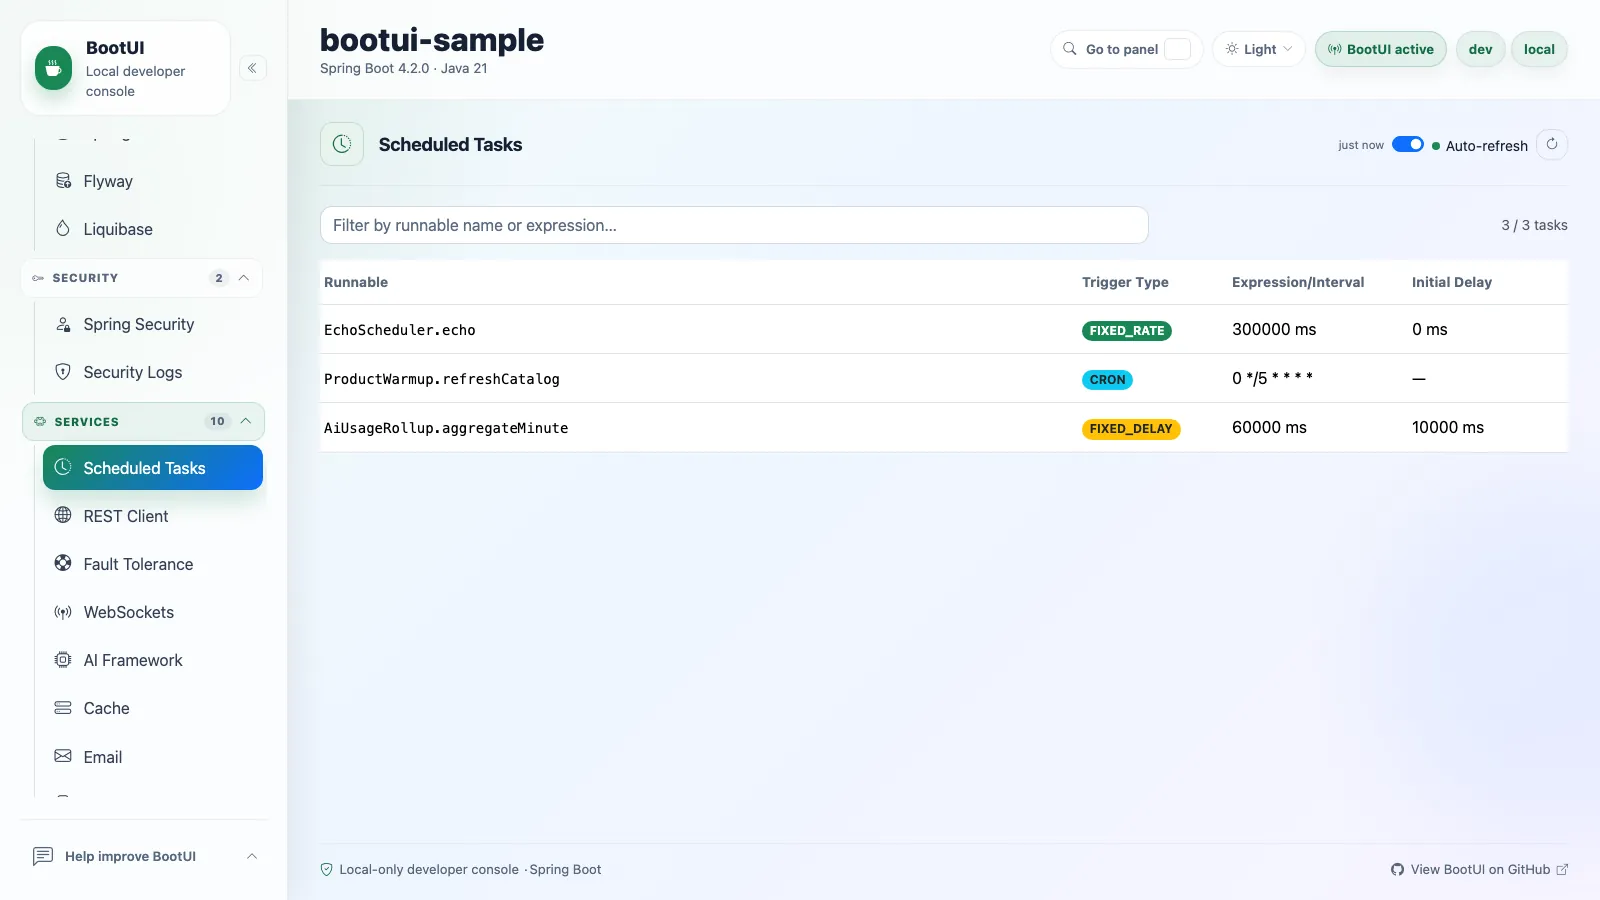 BootUI
Local developer
console
Flyway
Liquibase
SECURITY 2
Spring Security
Security Logs
SERVICES 10
Scheduled Tasks
REST Client
Fault Tolerance
WebSockets
AI Framework
Cache
Email
Help improve BootUI
bootui-sample
Spring Boot 4.2.0 · Java 21
Go to panel
Light
BootUI active
dev
local
Scheduled Tasks
just now
Auto-refresh
Filter by runnable name or expression...
3 / 3 tasks
Runnable Trigger Type Expression/Interval Initial Delay
EchoScheduler.echo FIXED_RATE 300000 ms 0 ms
ProductWarmup.refreshCatalog CRON 0 */5 * * * * —
AiUsageRollup.aggregateMinute FIXED_DELAY 60000 ms 10000 ms
Local-only developer console · Spring Boot
View BootUI on GitHub